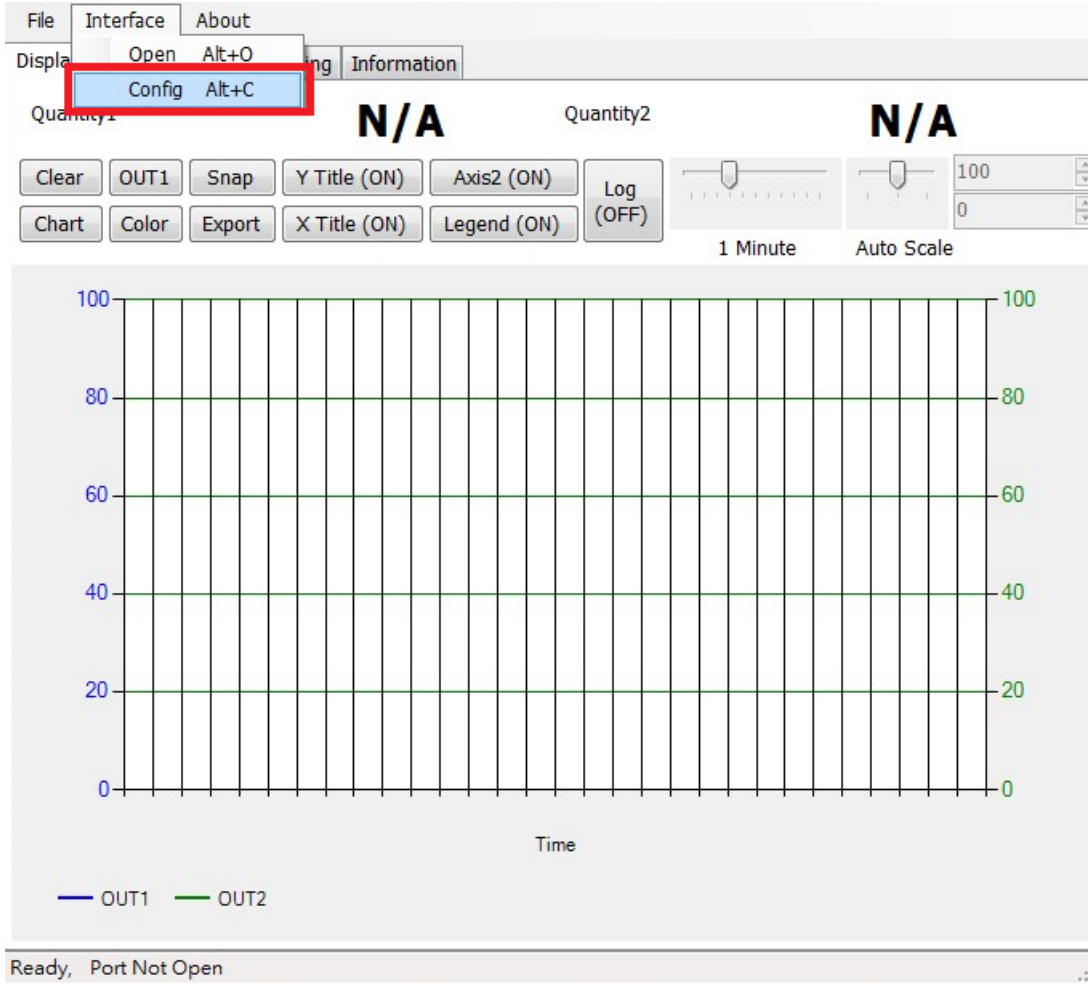 File Interface About
Open Alt+O
Information
Config Alt+C
N/A Quantity2 N/A
Clear OUT1 Snap Y Title (ON) Axis2 (ON) Log (OFF) 100
Chart Color Export X Title (ON) Legend (ON) 0
1 Minute Auto Scale
100 100
80 80
60 60
40 40
20 20
0 0
Time
OUT1 OUT2
Ready, Port Not Open